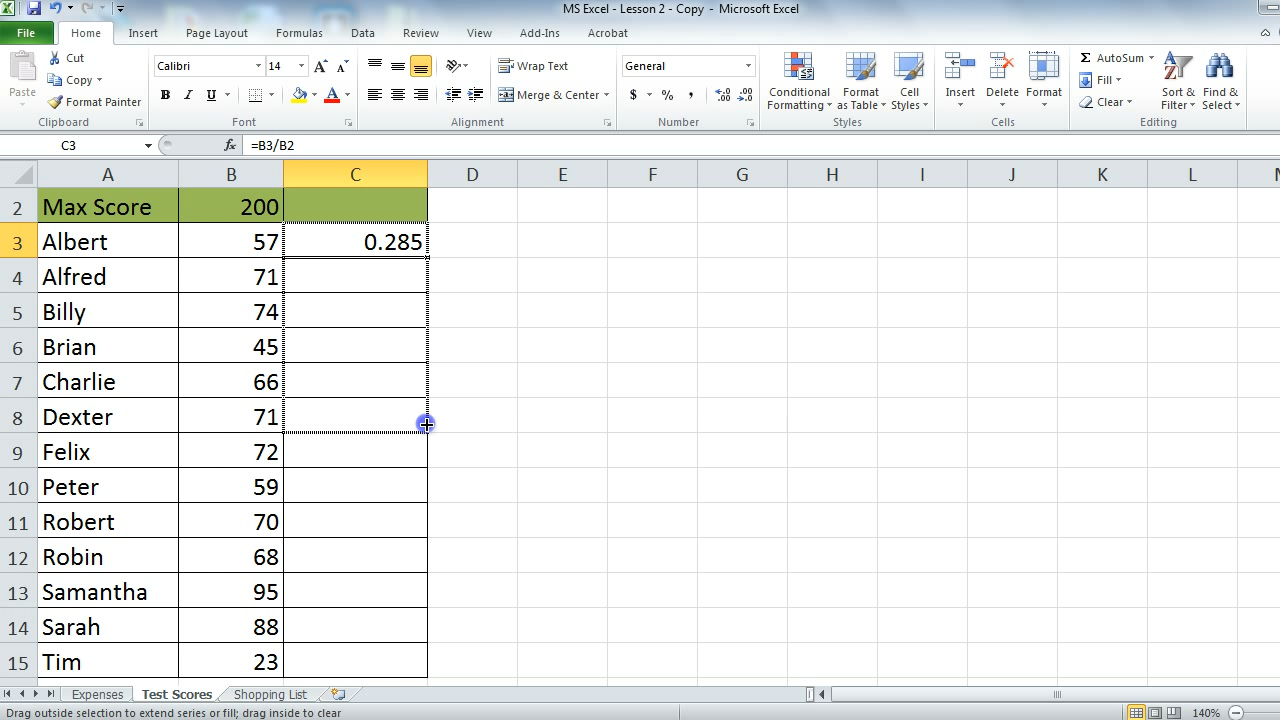 MS Excel - Lesson 2 - Copy - Microsoft Excel
File Home Insert Page Layout Formulas Data Review View Add-Ins Acrobat
Paste Cut Copy Format Painter
Calibri 14 A A B I U A
Wrap Text Merge & Center
General $ % , .00 .0
Conditional Formatting Format as Table Cell Styles
Insert Delete Format
Σ AutoSum Fill Clear Sort & Filter Find & Select
Clipboard Font Alignment Number Styles Cells Editing
C3 fx =B3/B2
A B C D E F G H I J K L
2 Max Score 200
3 Albert 57 0.285
4 Alfred 71
5 Billy 74
6 Brian 45
7 Charlie 66
8 Dexter 71
9 Felix 72
10 Peter 59
11 Robert 70
12 Robin 68
13 Samantha 95
14 Sarah 88
15 Tim 23
Expenses Test Scores Shopping List
Drag outside selection to extend series or fill; drag inside to clear 140%